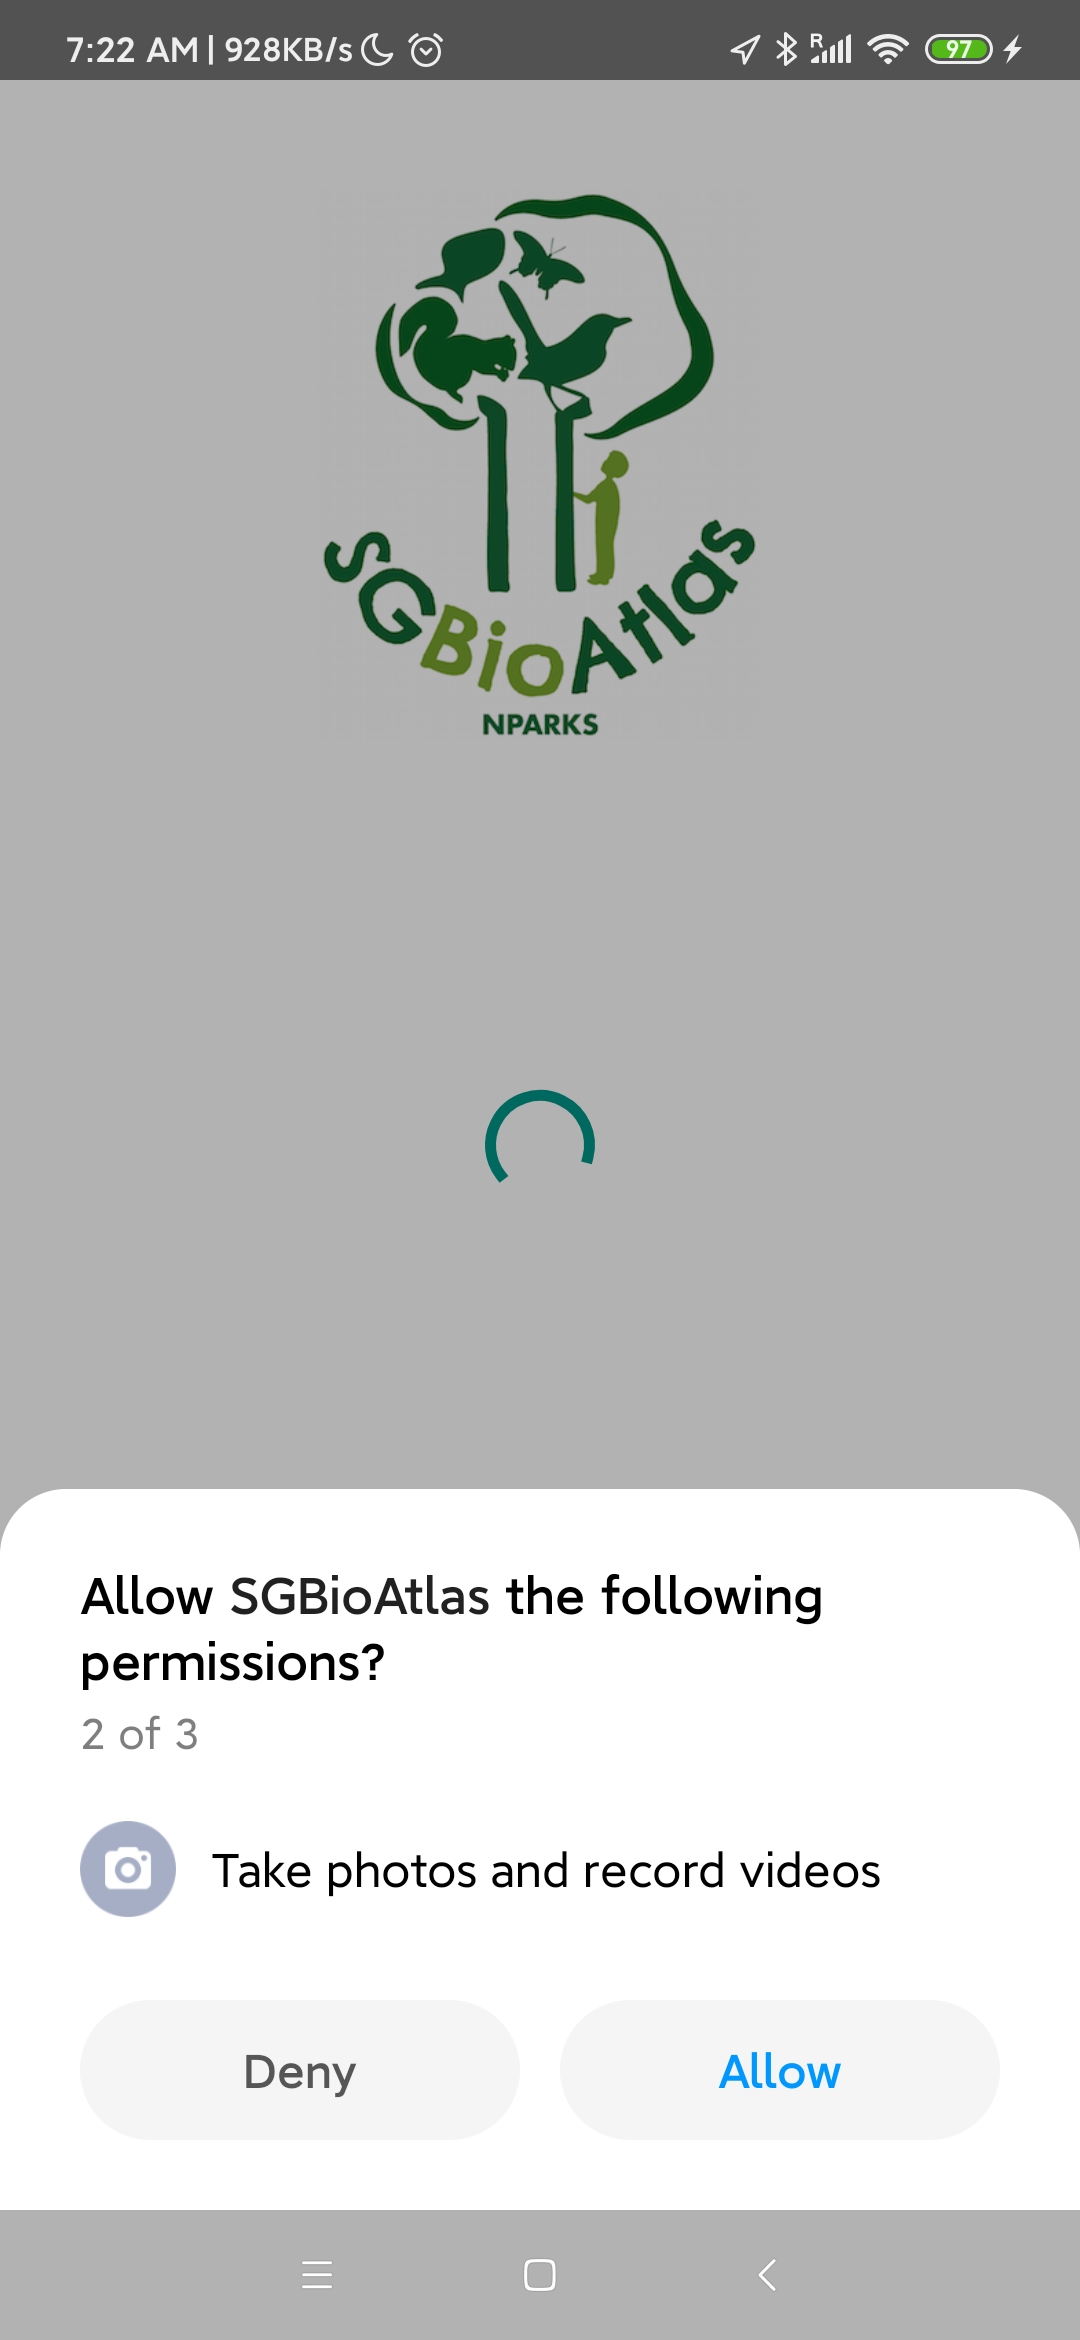 7:22 AM | 928KB/s R 97
SGBioAtlas
NPARKS
Allow SGBioAtlas the following
permissions?
2 of 3
Take photos and record videos
Deny Allow